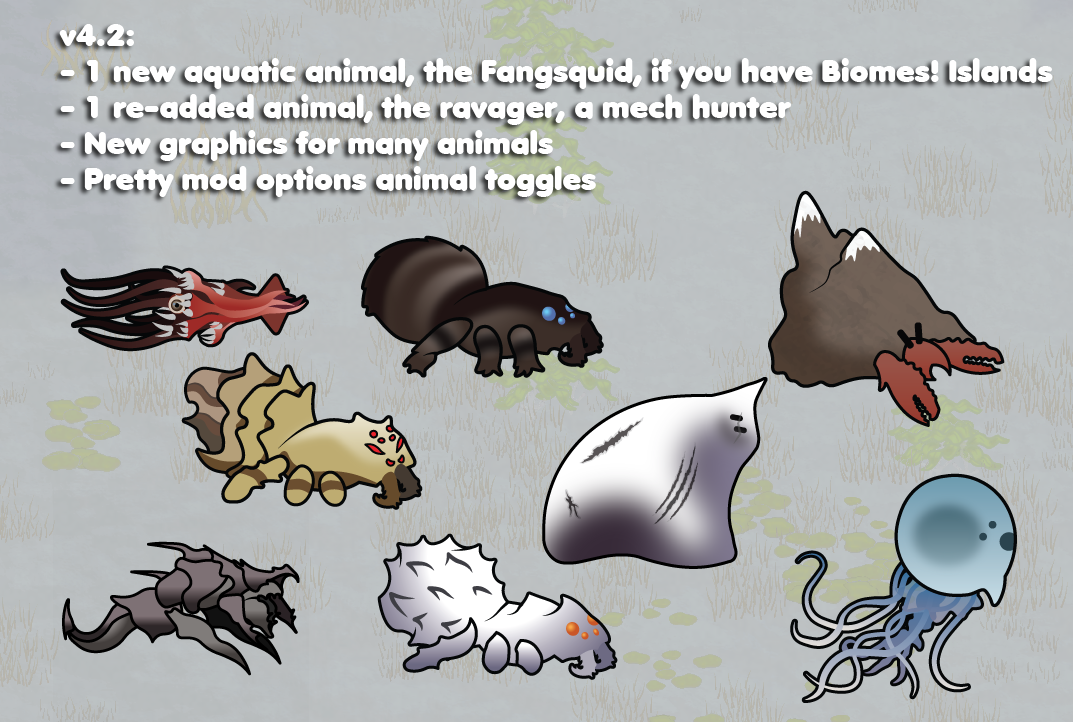 v4.2:
- 1 new aquatic animal, the Fangsquid, if you have Biomes! Islands
- 1 re-added animal, the ravager, a mech hunter
- New graphics for many animals
- Pretty mod options animal toggles